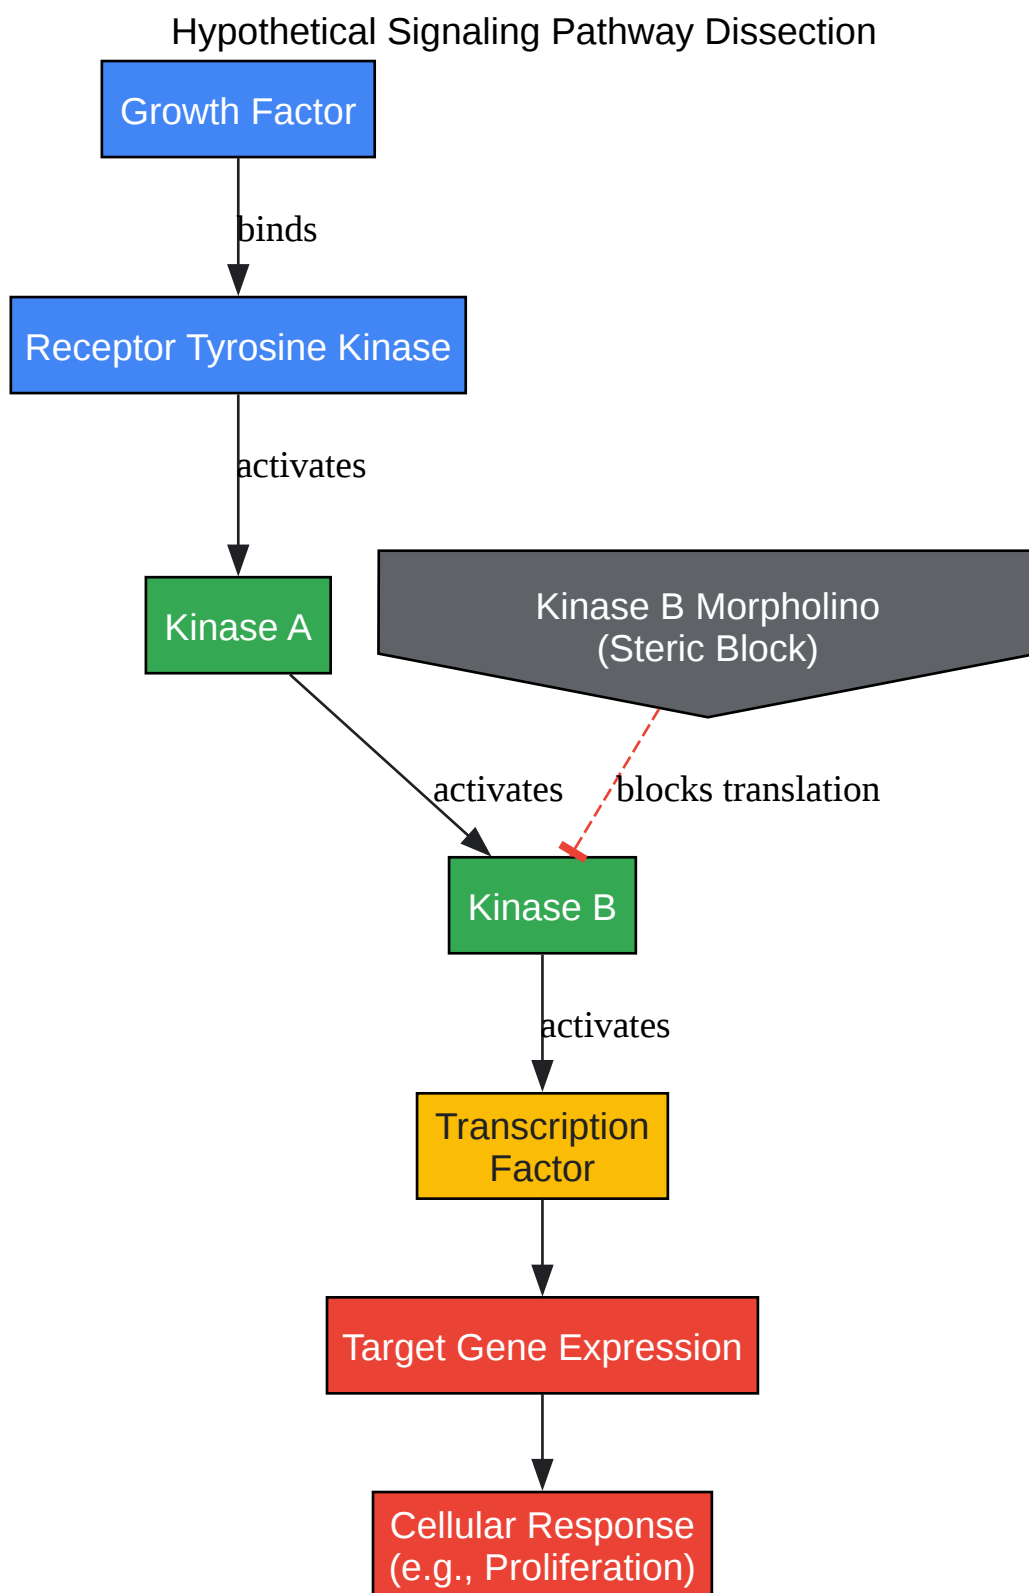 Hypothetical Signaling Pathway Dissection
Growth Factor
binds
Receptor Tyrosine Kinase
activates
Kinase A
Kinase B Morpholino
(Steric Block)
activates
blocks translation
Kinase B
activates
Transcription
Factor
Target Gene Expression
Cellular Response
(e.g., Proliferation)